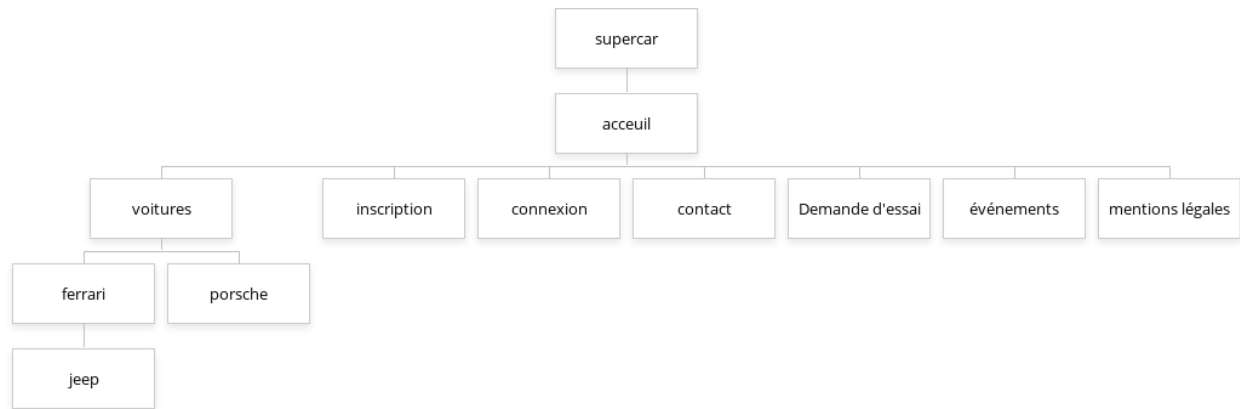 supercar
acceuil
voitures
inscription
connexion
contact
Demande d'essai
événements
mentions légales
ferrari
porsche
jeep